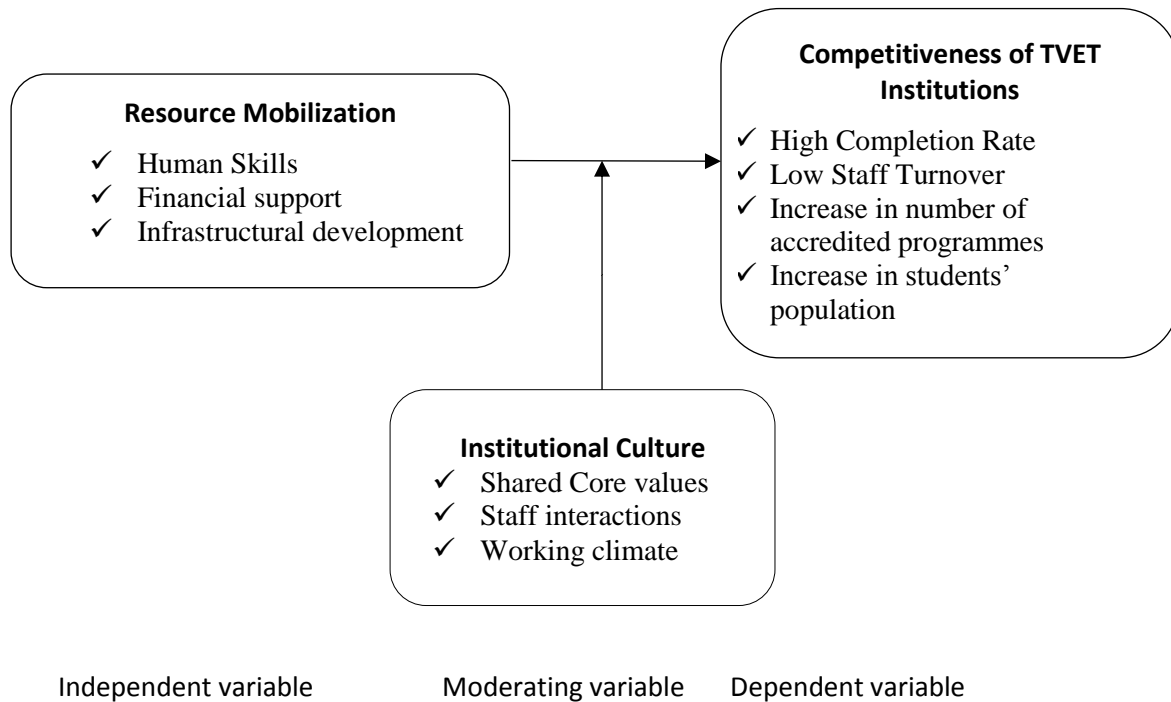 Resource Mobilization
✓ Human Skills
✓ Financial support
✓ Infrastructural development
Competitiveness of TVET
Institutions
✓ High Completion Rate
✓ Low Staff Turnover
✓ Increase in number of
accredited programmes
✓ Increase in students’
population
Institutional Culture
✓ Shared Core values
✓ Staff interactions
✓ Working climate
Independent variable
Moderating variable
Dependent variable